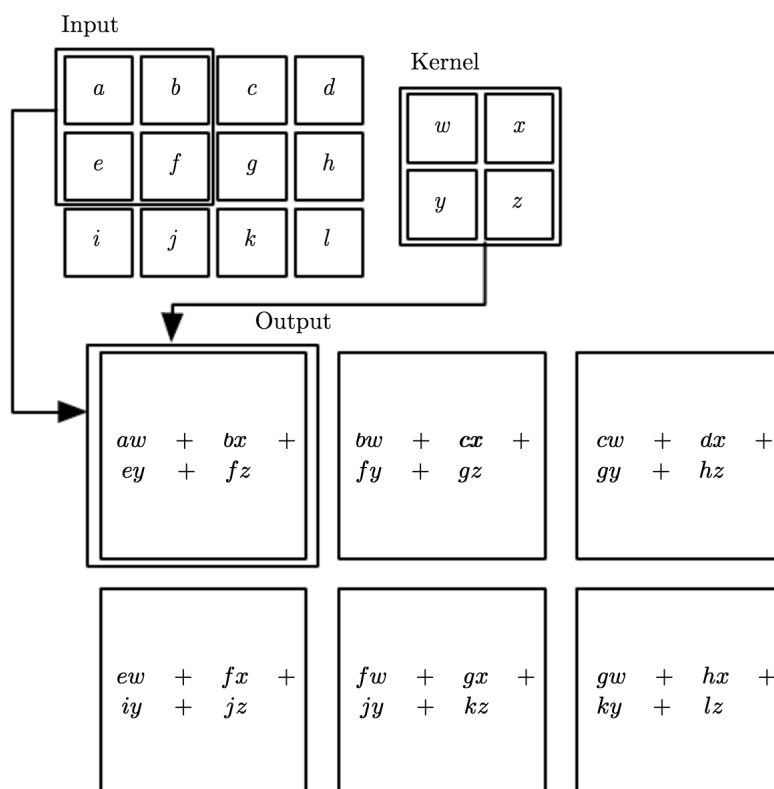 Input
a b c d
e f g h
i j k l
Kernel
w x
y z
Output
aw + bx +
ey + fz
bw + cx +
fy + gz
cw + dx +
gy + hz
ew + fx +
iy + jz
fw + gx +
jy + kz
gw + hx +
ky + lz